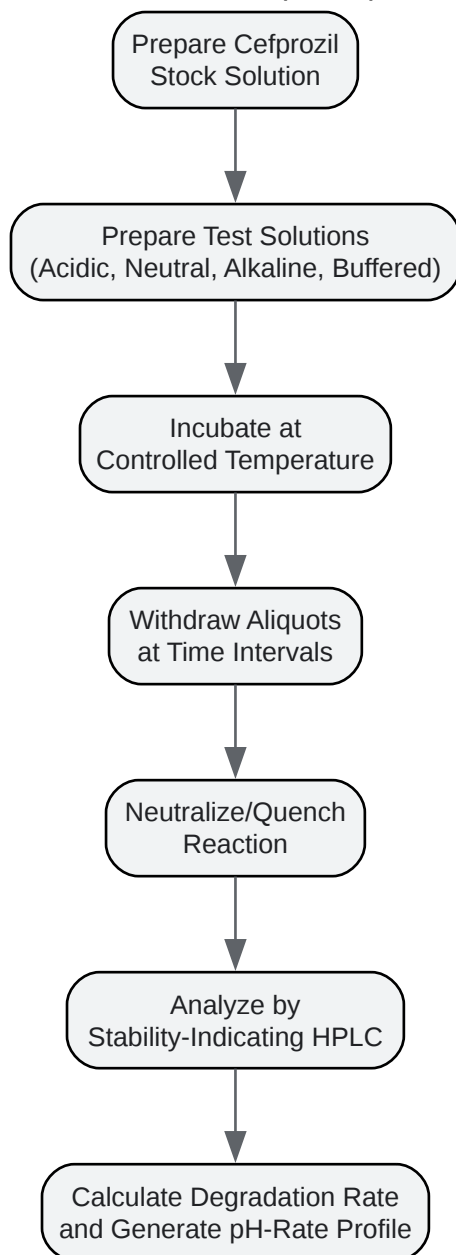 Prepare Cefprozil
Stock Solution
Prepare Test Solutions
(Acidic, Neutral, Alkaline, Buffered)
Incubate at
Controlled Temperature
Withdraw Aliquots
at Time Intervals
Neutralize/Quench
Reaction
Analyze by
Stability-Indicating HPLC
Calculate Degradation Rate
and Generate pH-Rate Profile